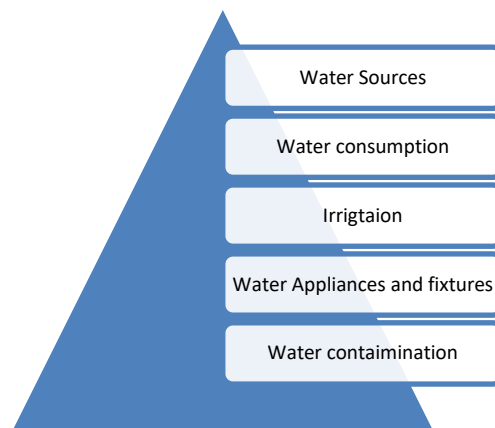 Water Sources
Water consumption
Irrigtaion
Water Appliances and fixtures
Water contaimination